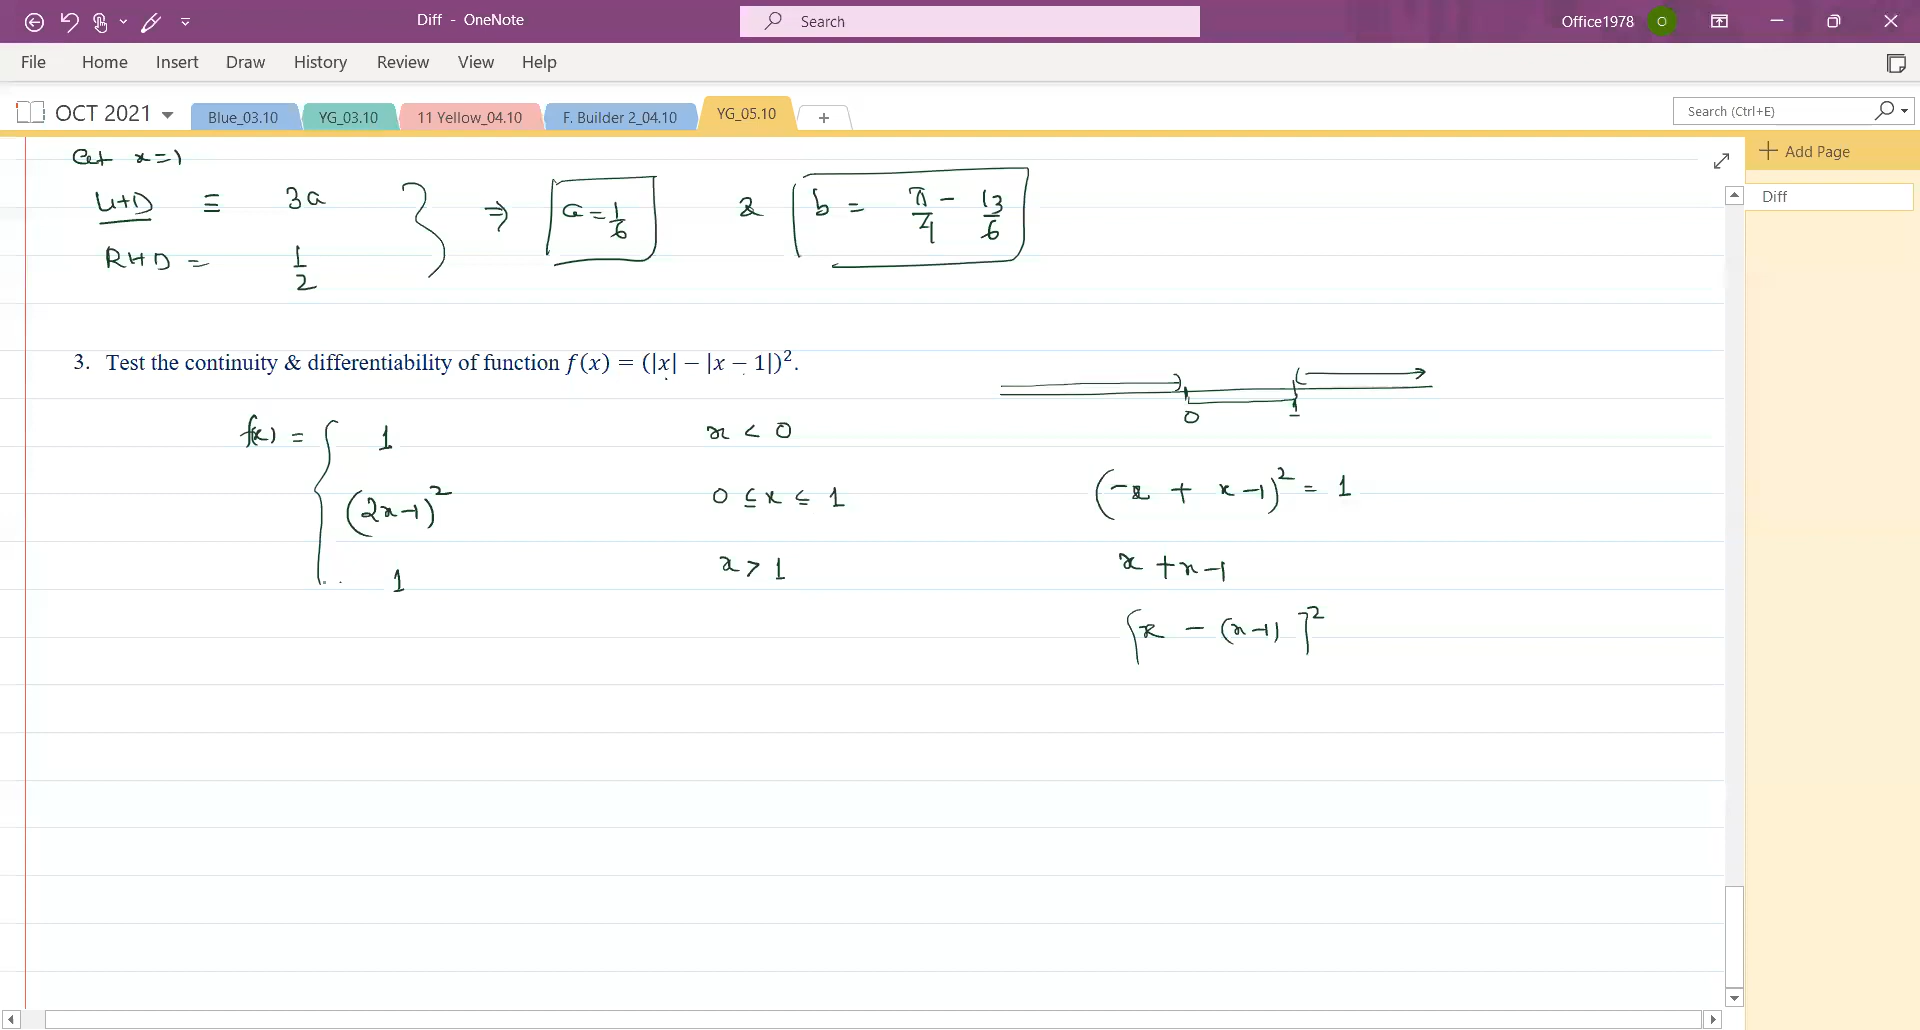 Diff - OneNote
Search
Office1978
O
File Home Insert Draw History Review View Help
OCT 2021
Blue_03.10
YG_03.10
11 Yellow_04.10
F. Builder 2_04.10
YG_05.10
+
Search (Ctrl+E)
Add Page
Diff
at x=1
LHD ≡ 3a
RHD = 1/2
⇒ a = 1/6 & b = π/4 - 13/6
3. Test the continuity & differentiability of function f(x) = (|x| − |x − 1|)².
0 1
f(x) = { 1 x < 0
(2x-1)² 0 ≤ x ≤ 1
1 x > 1
(-x + x-1)² = 1
x + x-1
[x - (x-1)]²